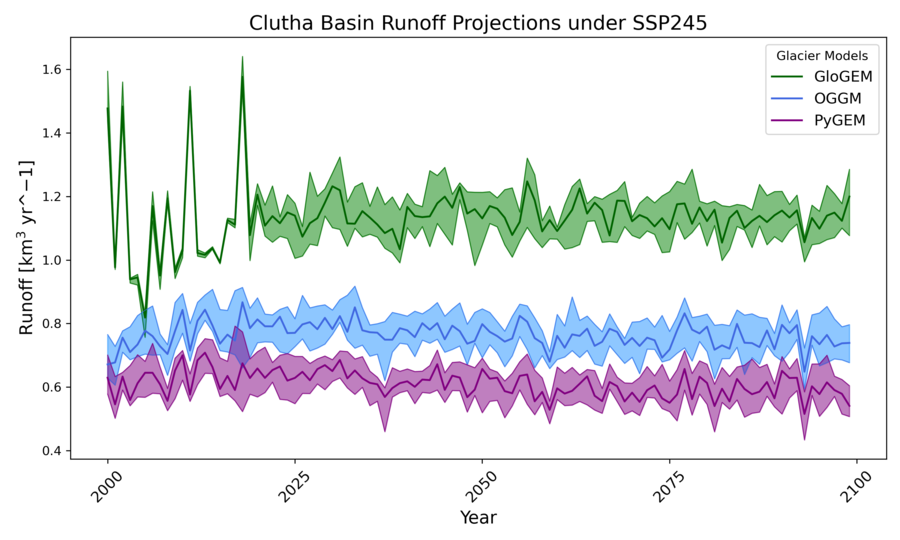 Clutha Basin Runoff Projections under SSP245
Glacier Models
GloGEM
OGGM
PyGEM
Runoff [km³ yr^−1]
1.6
1.4
1.2
1.0
0.8
0.6
0.4
2000
2025
2050
2075
2100
Year